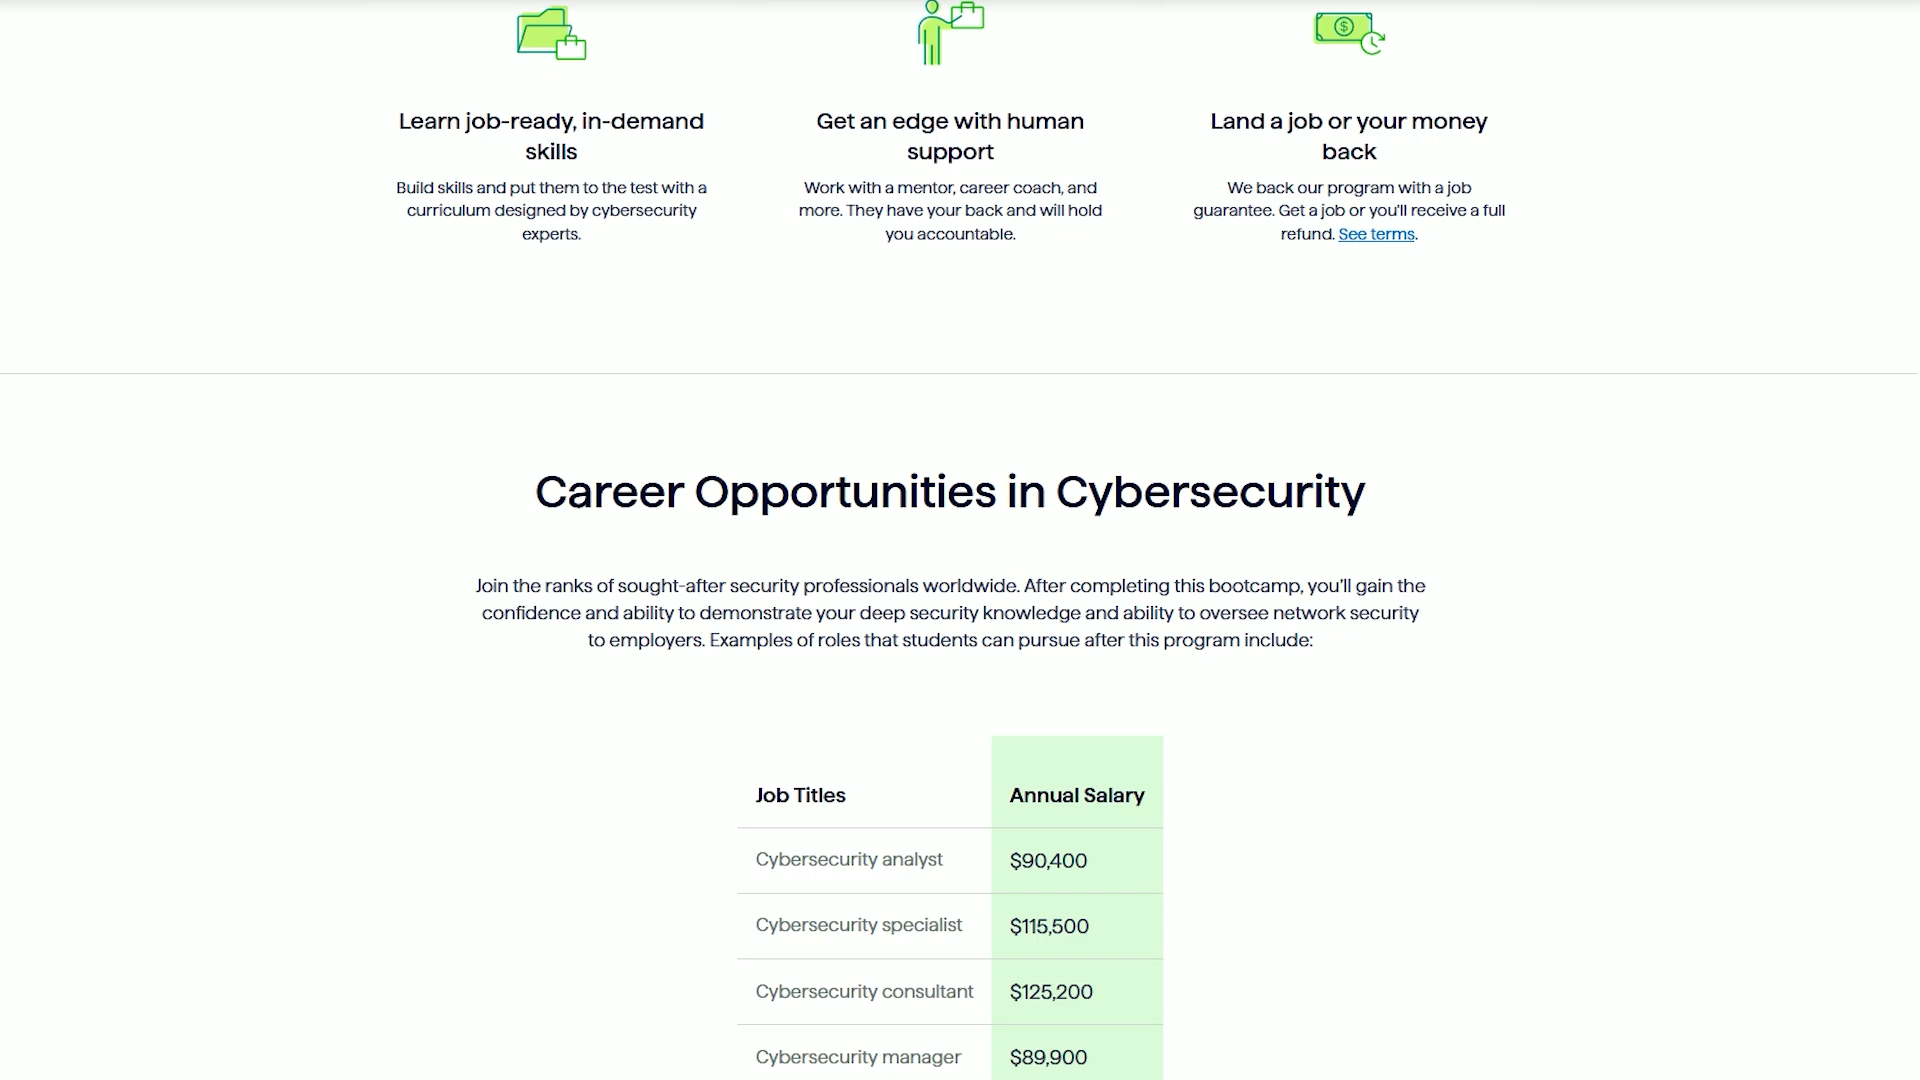 Learn job-ready, in-demand
skills
Build skills and put them to the test with a
curriculum designed by cybersecurity
experts.
Get an edge with human
support
Work with a mentor, career coach, and
more. They have your back and will hold
you accountable.
Land a job or your money
back
We back our program with a job
guarantee. Get a job or you'll receive a full
refund. See terms.
Career Opportunities in Cybersecurity
Join the ranks of sought-after security professionals worldwide. After completing this bootcamp, you'll gain the
confidence and ability to demonstrate your deep security knowledge and ability to oversee network security
to employers. Examples of roles that students can pursue after this program include:
Job Titles Annual Salary
Cybersecurity analyst $90,400
Cybersecurity specialist $115,500
Cybersecurity consultant $125,200
Cybersecurity manager $89,900